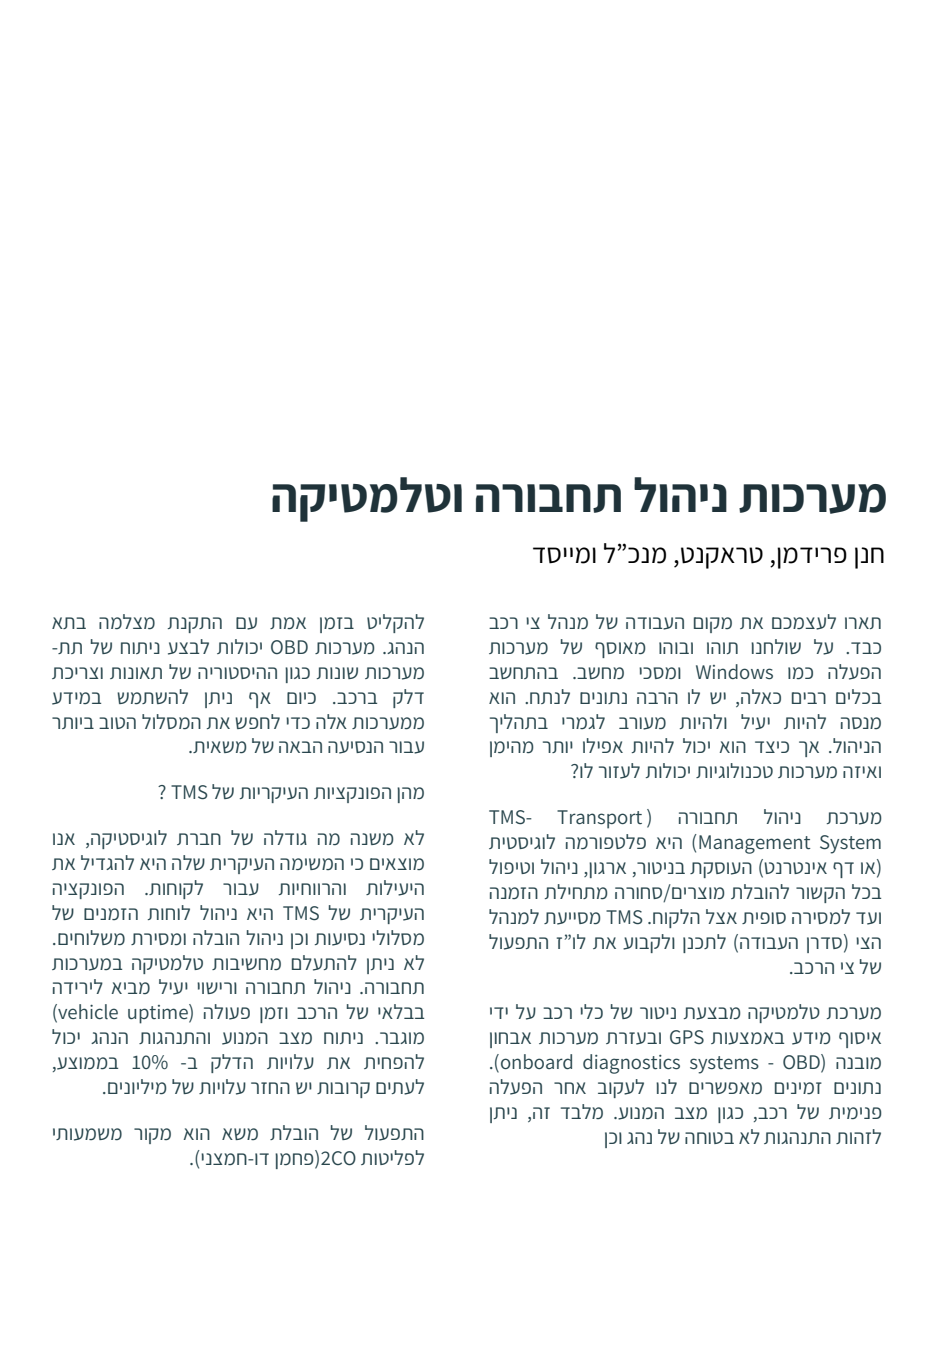 מערכות ניהול תחבורה וטלמטיקה
חנן פרידמן, טראקנט, מנכ”ל ומייסד
תארו לעצמכם את מקום העבודה של מנהל צי רכב
כבד. על שולחנו תוהו ובוהו מאוסף של מערכות
הפעלה כמו Windows ומסכי מחשב. בהתחשב
בכלים רבים כאלה, יש לו הרבה נתונים לנתח. הוא
מנסה להיות יעיל ולהיות מעורב לגמרי בתהליך
הניהול. אך כיצד הוא יכול להיות אפילו יותר מהימן
ואיזה מערכות טכנולוגיות יכולות לעזור לו?
מערכת ניהול תחבורה (TMS- Transport
Management System) היא פלטפורמה לוגיסטית
(או דף אינטרנט) העוסקת בניטור, ארגון, ניהול וטיפול
בכל הקשור להובלת מוצרים/סחורה מתחילת הזמנה
ועד למסירה סופית אצל הלקוח. TMS מסייעת למנהל
הצי (סדרן העבודה) לתכנן ולקבוע את לו”ז התפעול
של צי הרכב.
מערכת טלמטיקה מבצעת ניטור של כלי רכב על ידי
איסוף מידע באמצעות GPS ובעזרת מערכות אבחון
מובנה (onboard diagnostics systems - OBD).
נתונים זמינים מאפשרים לנו לעקוב אחר הפעלה
פנימית של רכב, כגון מצב המנוע. מלבד זה, ניתן
לזהות התנהגות לא בטוחה של נהג וכן
להקליט בזמן אמת עם התקנת מצלמה בתא
הנהג. מערכות OBD יכולות לבצע ניתוח של תת-
מערכות שונות כגון ההיסטוריה של תאונות וצריכת
דלק ברכב. כיום אף ניתן להשתמש במידע
ממערכות אלה כדי לחפש את המסלול הטוב ביותר
עבור הנסיעה הבאה של משאית.
מהן הפונקציות העיקריות של TMS ?
לא משנה מה גודלה של חברת לוגיסטיקה, אנו
מוצאים כי המשימה העיקרית שלה היא להגדיל את
היעילות והרווחיות עבור לקוחות. הפונקציה
העיקרית של TMS היא ניהול לוחות הזמנים של
מסלולי נסיעות וכן ניהול הובלה ומסירת משלוחים.
לא ניתן להתעלם מחשיבות טלמטיקה במערכות
תחבורה. ניהול תחבורה ורישוי יעיל מביא לירידה
בבלאי של הרכב וזמן פעולה (vehicle uptime)
מוגבר. ניתוח מצב המנוע והתנהגות הנהג יכול
להפחית את עלויות הדלק ב- 10% בממוצע,
לעתים קרובות יש החזר עלויות של מיליונים.
התפעול של הובלת משא הוא מקור משמעותי
לפליטות 2CO(פחמן דו-חמצני).